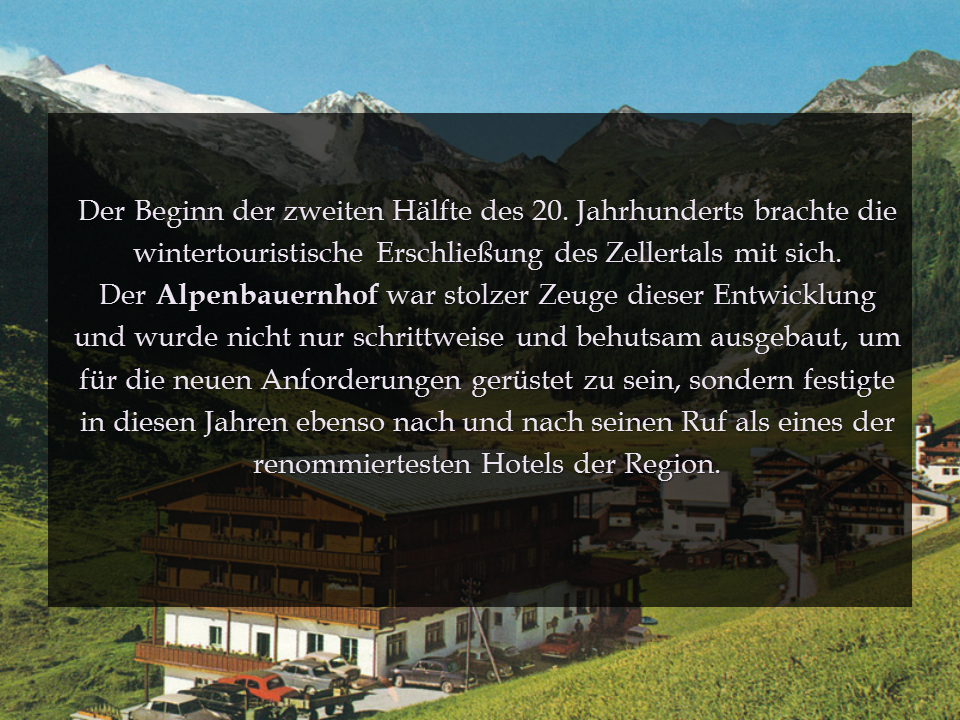 Der Beginn der zweiten Hälfte des 20. Jahrhunderts brachte die
wintertouristische Erschließung des Zellertals mit sich.
Der Alpenbauernhof war stolzer Zeuge dieser Entwicklung
und wurde nicht nur schrittweise und behutsam ausgebaut, um
für die neuen Anforderungen gerüstet zu sein, sondern festigte
in diesen Jahren ebenso nach und nach seinen Ruf als eines der
renommiertesten Hotels der Region.